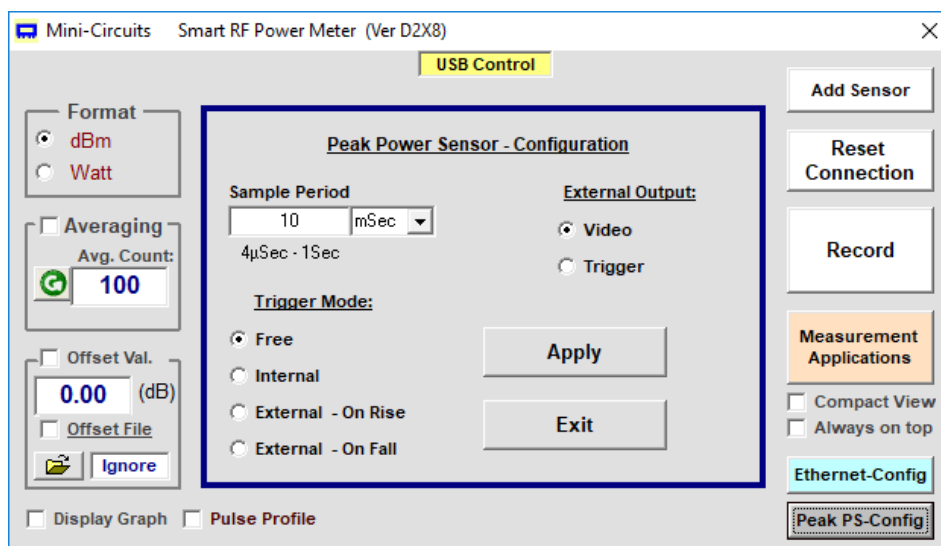 Mini-Circuits Smart RF Power Meter (Ver D2X8)
USB Control
Format
dBm
Watt
Averaging
Avg. Count:
100
Offset Val.
0.00 (dB)
Offset File
Ignore
Display Graph
Pulse Profile
Peak Power Sensor - Configuration
Sample Period
10 mSec
4µSec - 1Sec
Trigger Mode:
Free
Internal
External - On Rise
External - On Fall
External Output:
Video
Trigger
Apply
Exit
Add Sensor
Reset
Connection
Record
Measurement
Applications
Compact View
Always on top
Ethernet-Config
Peak PS-Config